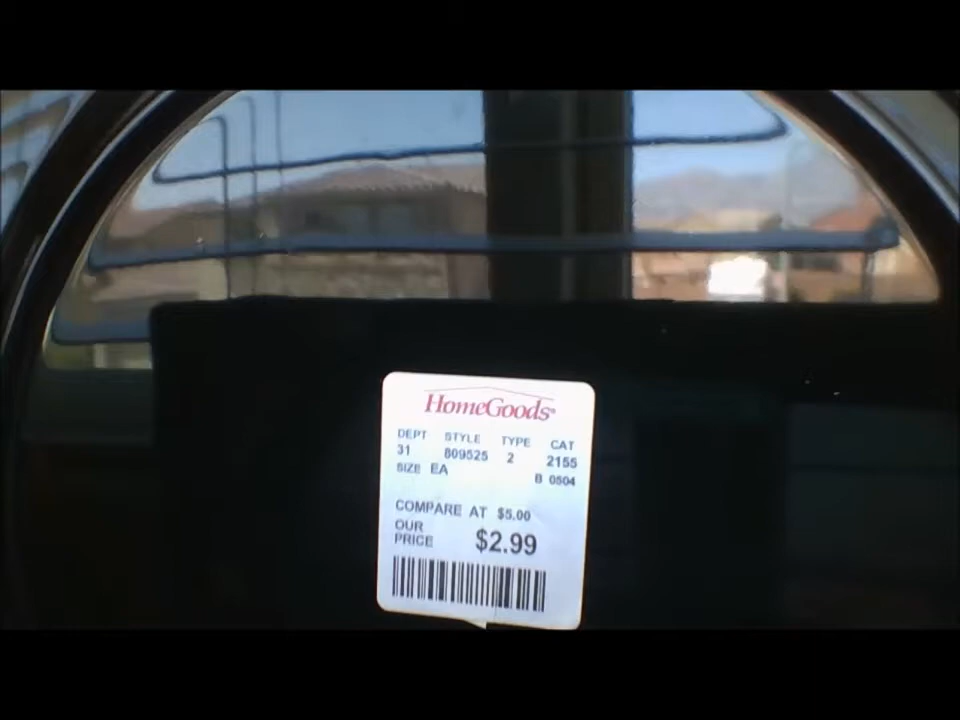 HomeGoods®
DEPT STYLE TYPE CAT
31 809525 2 2155
SIZE EA
B 0504
COMPARE AT $5.00
OUR
PRICE $2.99